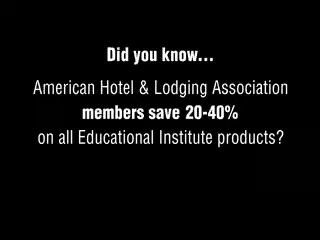 Did you know...
American Hotel & Lodging Association
members save 20-40%
on all Educational Institute products?